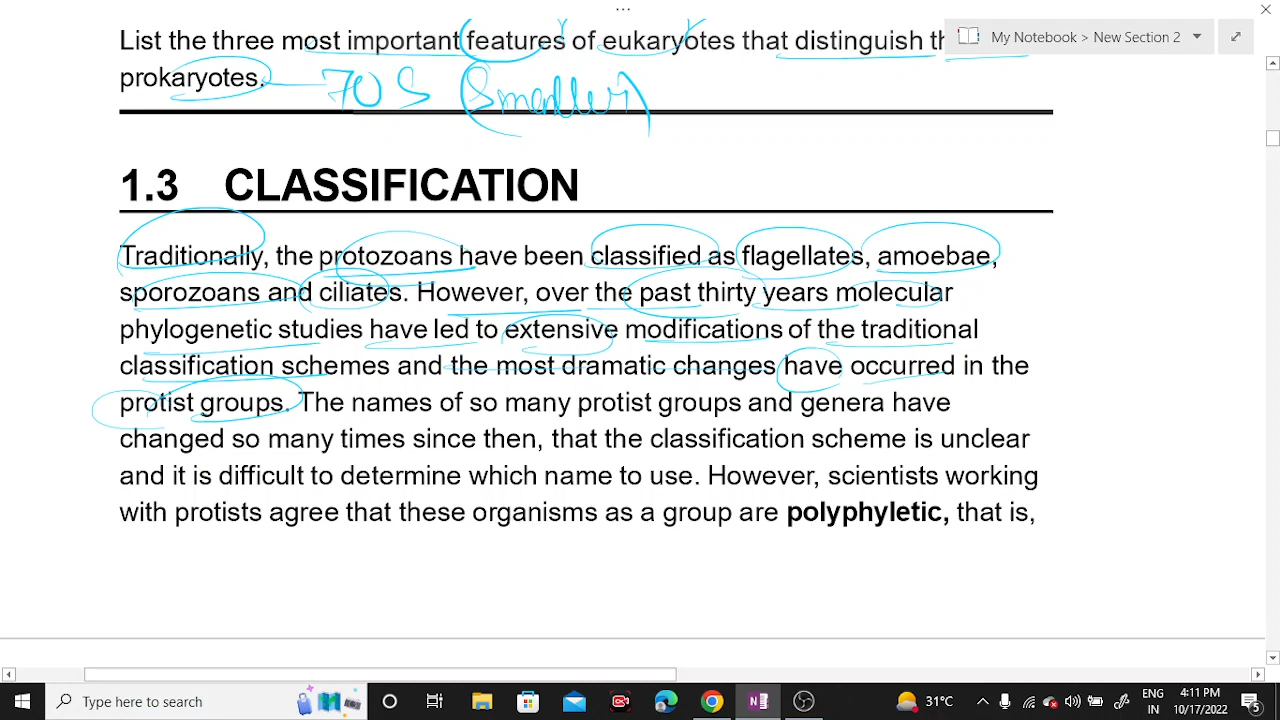 ...
List the three most important features of eukaryotes that distinguish th
My Notebook > New Section 2
prokaryotes.
70 S (Smaller)
1.3 CLASSIFICATION
Traditionally, the protozoans have been classified as flagellates, amoebae,
sporozoans and ciliates. However, over the past thirty years molecular
phylogenetic studies have led to extensive modifications of the traditional
classification schemes and the most dramatic changes have occurred in the
protist groups. The names of so many protist groups and genera have
changed so many times since then, that the classification scheme is unclear
and it is difficult to determine which name to use. However, scientists working
with protists agree that these organisms as a group are polyphyletic, that is,
Type here to search
31°C
ENG
IN
4:11 PM
10/17/2022
5